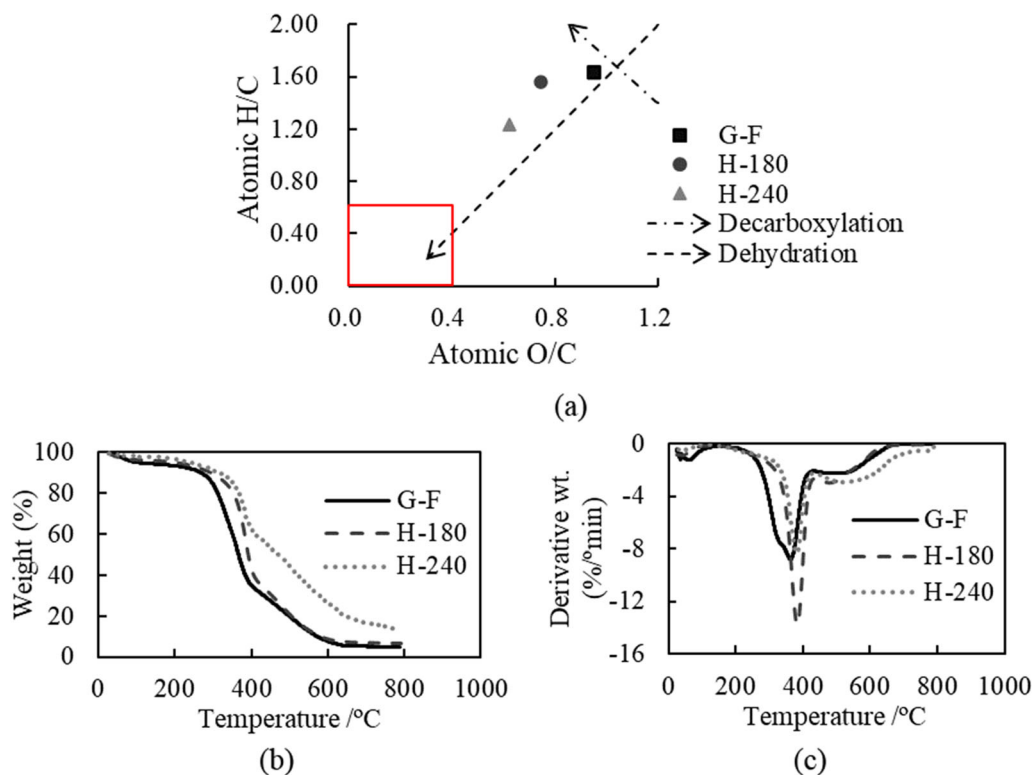 2.00
1.60
1.20
0.80
0.40
0.00
Atomic H/C
0.0 0.4 0.8 1.2
Atomic O/C
G-F
H-180
H-240
Decarboxylation
Dehydration
(a)
100
80
60
40
20
0
Weight (%)
G-F
H-180
H-240
0 200 400 600 800 1000
Temperature /ºC
(b)
0
-4
-8
-12
-16
Derivative wt.
(%/ºmin)
G-F
H-180
H-240
0 200 400 600 800 1000
Temperature /ºC
(c)